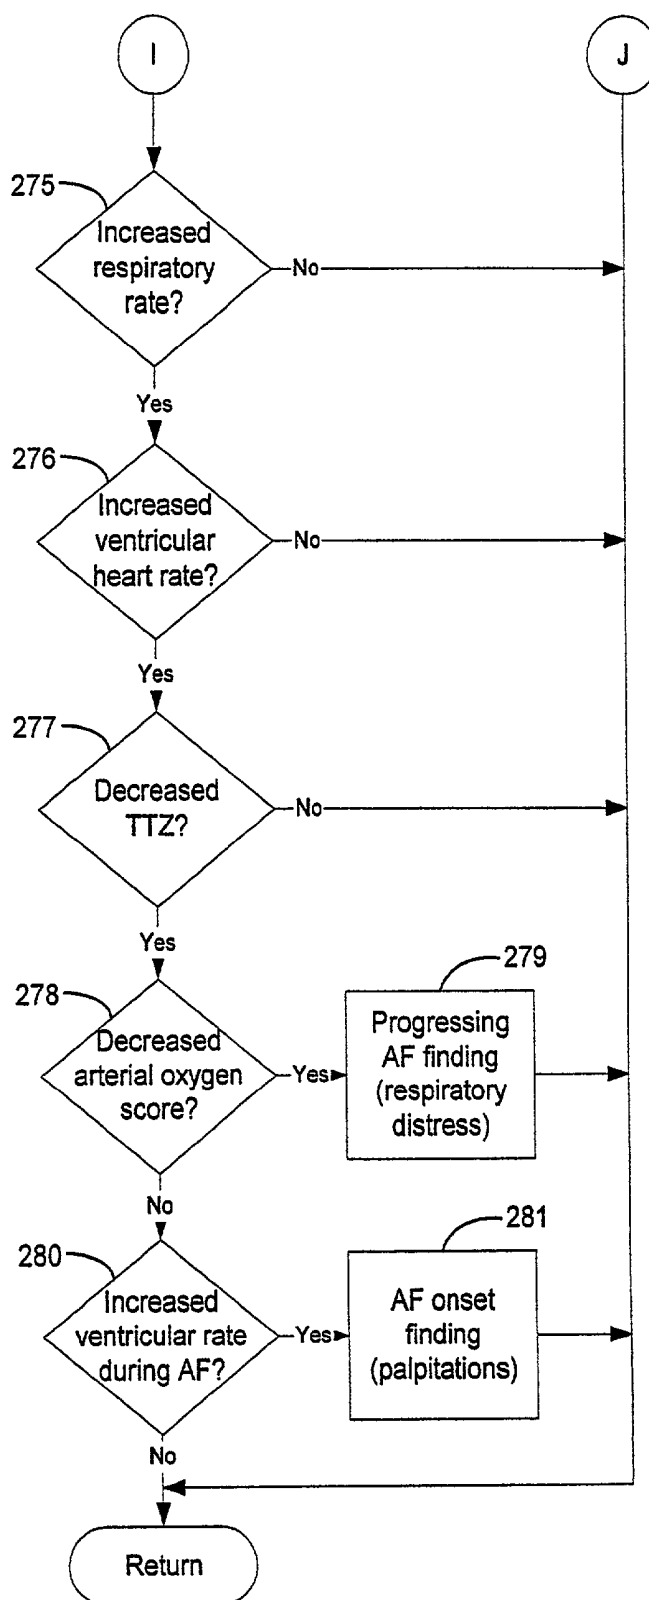 I
J
275
Increased
respiratory
rate?
No
Yes
276
Increased
ventricular
heart rate?
No
Yes
277
Decreased
TTZ?
No
Yes
278
Decreased
arterial oxygen
score?
Yes
279
Progressing
AF finding
(respiratory
distress)
No
280
Increased
ventricular rate
during AF?
Yes
281
AF onset
finding
(palpitations)
No
Return